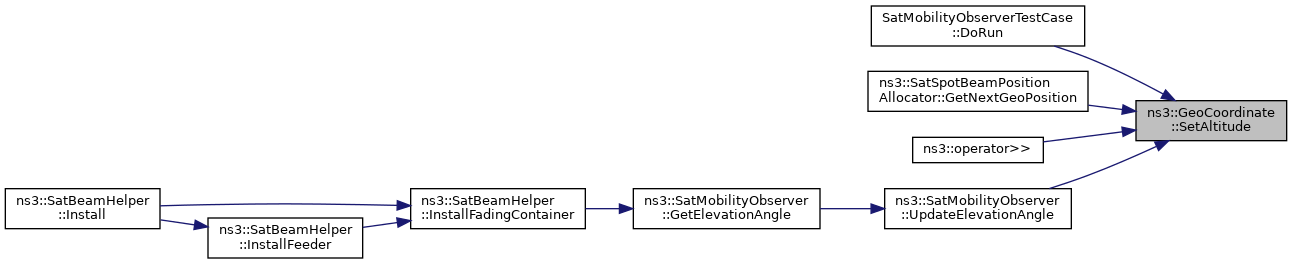 SatMobilityObserverTestCase
::DoRun
ns3::SatSpotBeamPosition
Allocator::GetNextGeoPosition
ns3::GeoCoordinate
::SetAltitude
ns3::operator>>
ns3::SatBeamHelper
::Install
ns3::SatBeamHelper
::InstallFeeder
ns3::SatBeamHelper
::InstallFadingContainer
ns3::SatMobilityObserver
::GetElevationAngle
ns3::SatMobilityObserver
::UpdateElevationAngle